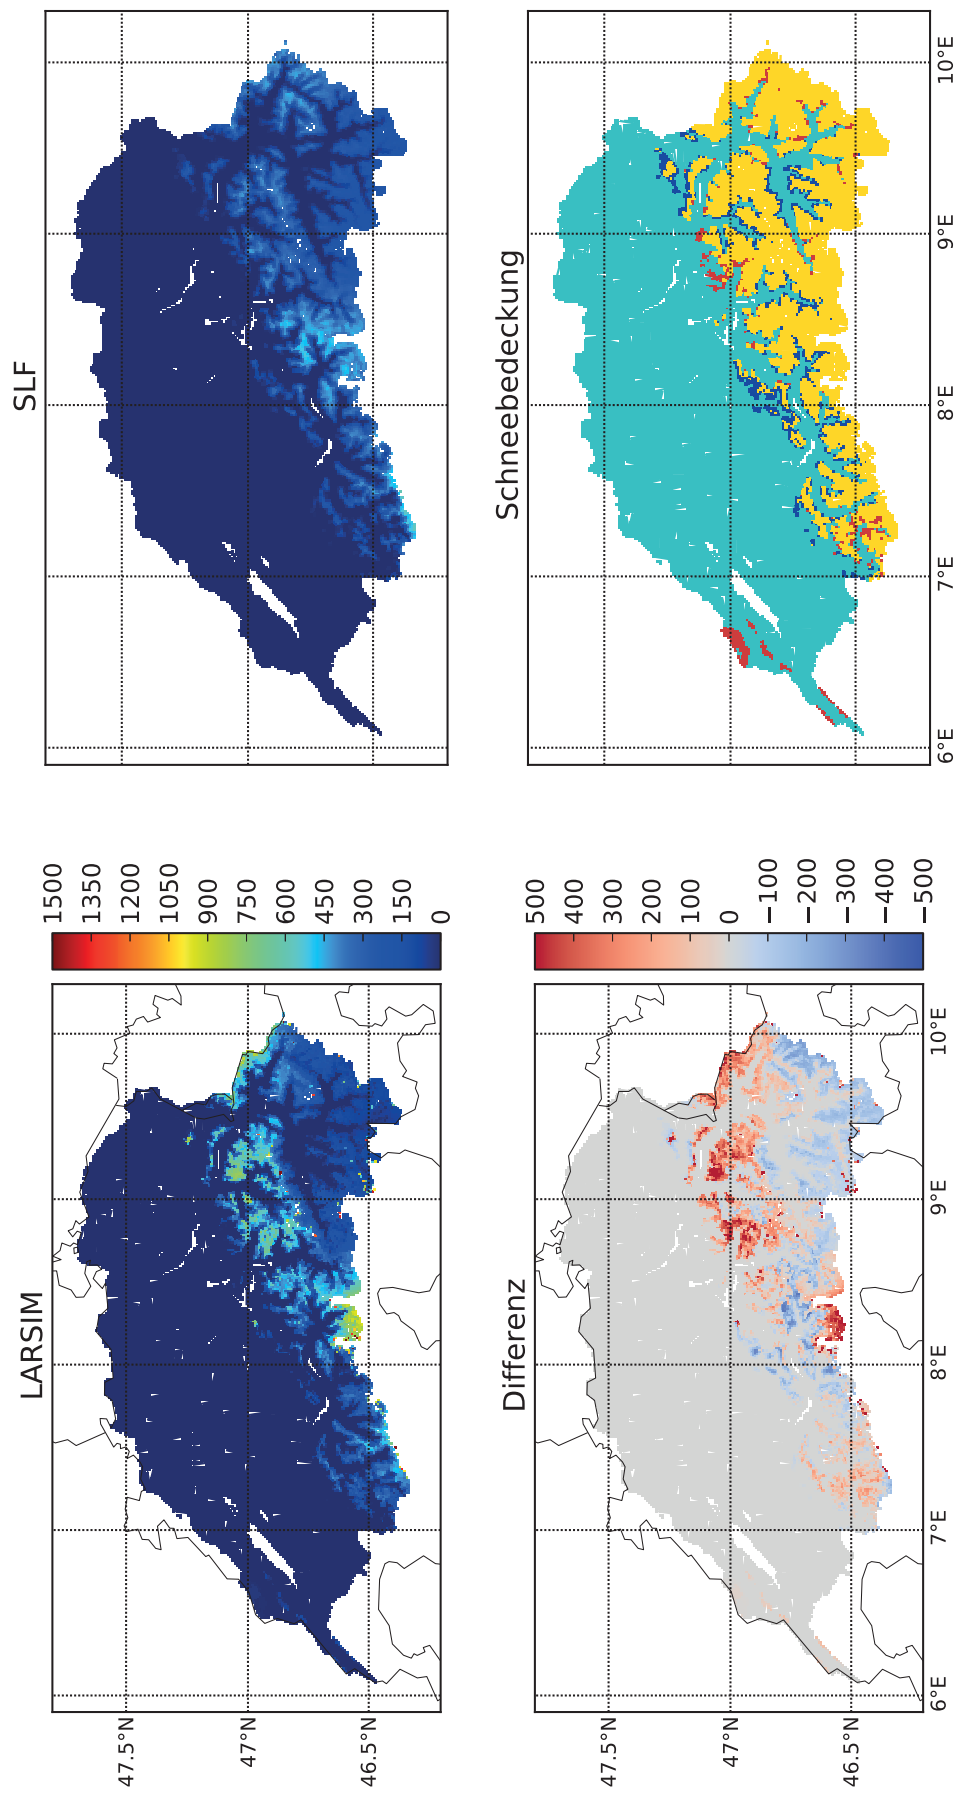 LARSIM
47.5°N
47°N
46.5°N
1500
1350
1200
1050
900
750
600
450
300
150
0
SLF
Differenz
47.5°N
47°N
46.5°N
6°E
7°E
8°E
9°E
10°E
500
400
300
200
100
0
−100
−200
−300
−400
−500
Schneebedeckung
6°E
7°E
8°E
9°E
10°E